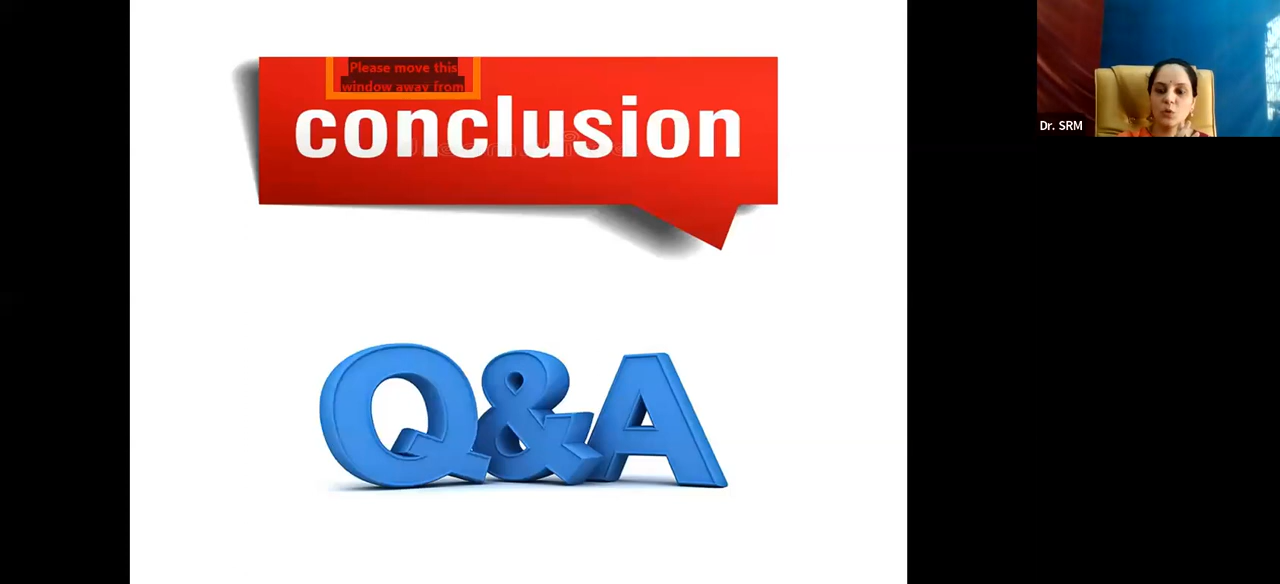 Please move this
window away from
conclusion
Q&A
Dr. SRM